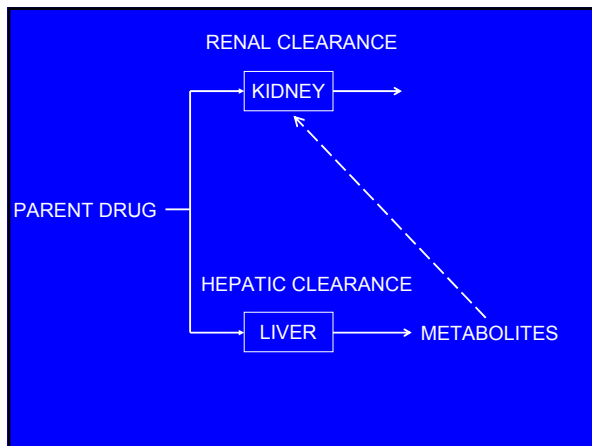 RENAL CLEARANCE
KIDNEY
PARENT DRUG
HEPATIC CLEARANCE
LIVER
METABOLITES